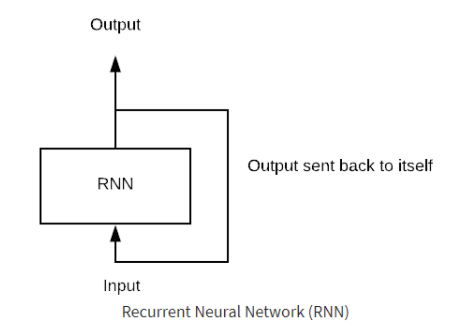 Output
Output sent back to itself
RNN
Input
Recurrent Neural Network (RNN)